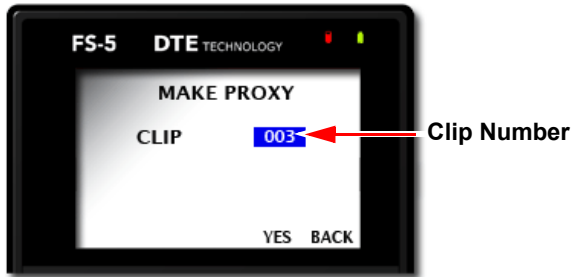 FS-5 DTE TECHNOLOGY
MAKE PROXY
CLIP 003 Clip Number
YES BACK